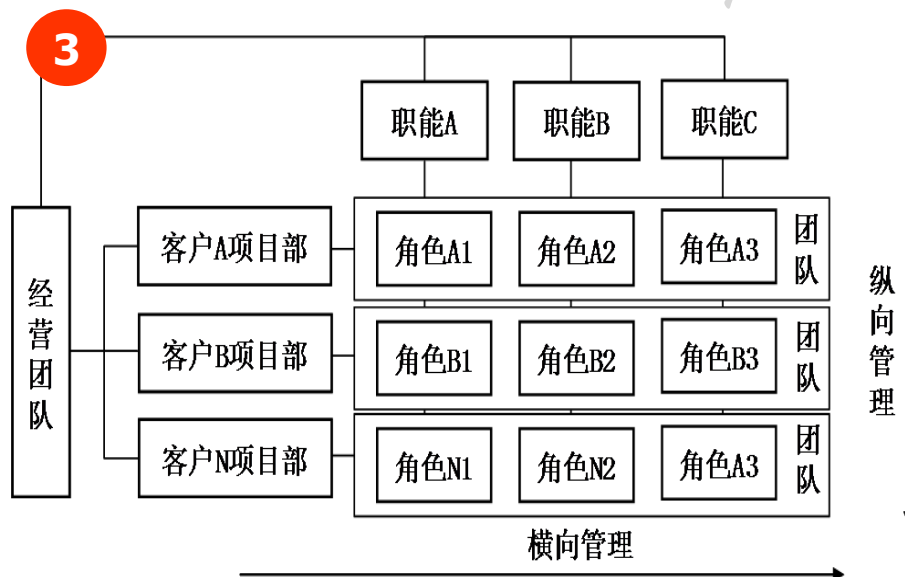 3
职能A
职能B
职能C
客户A项目部
角色A1
角色A2
角色A3
团队
经营团队
客户B项目部
角色B1
角色B2
角色B3
团队
纵向管理
客户N项目部
角色N1
角色N2
角色A3
团队
横向管理